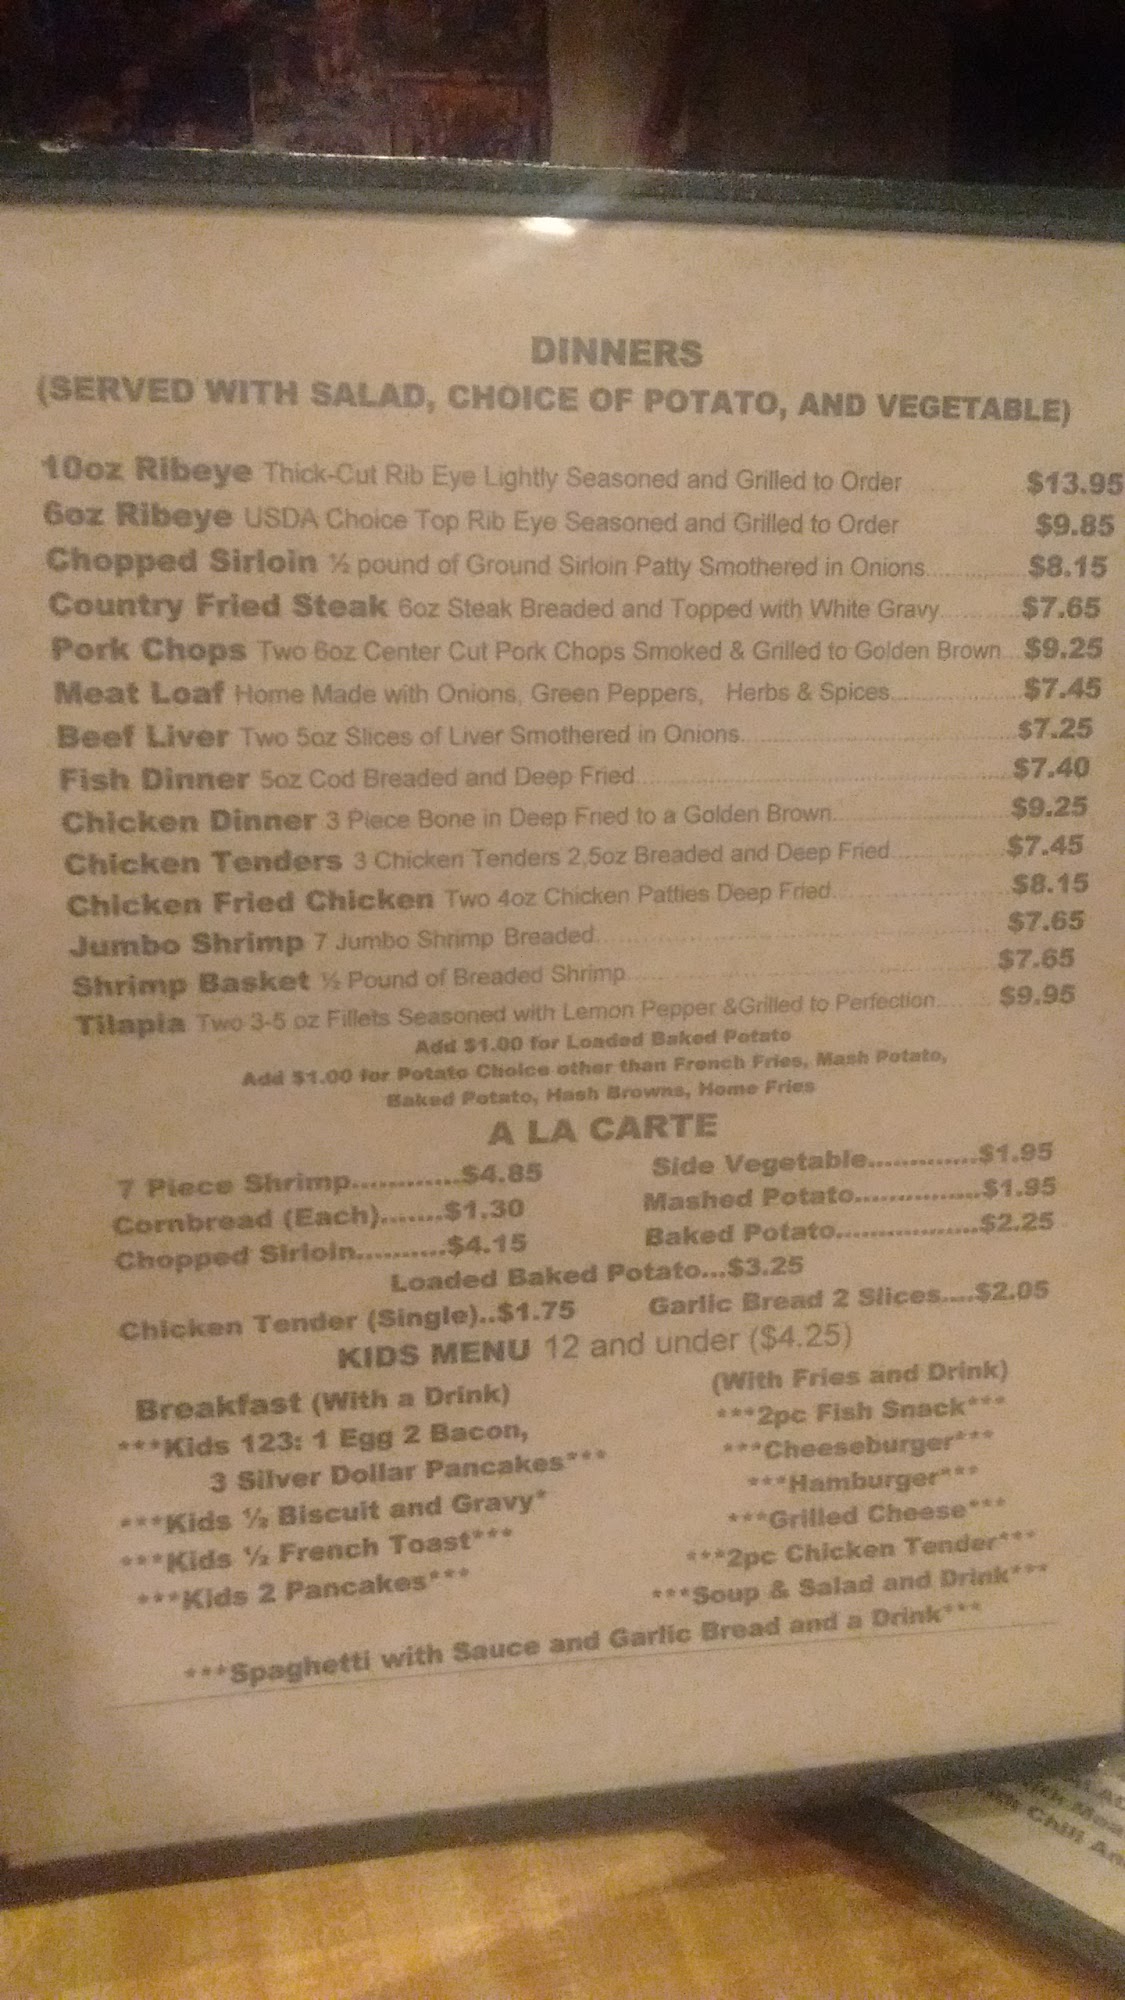 DINNERS
(SERVED WITH SALAD, CHOICE OF POTATO, AND VEGETABLE)
10oz Ribeye Thick-Cut Rib Eye Lightly Seasoned and Grilled to Order $13.95
6oz Ribeye USDA Choice Top Rib Eye Seasoned and Grilled to Order $9.85
Chopped Sirloin ½ pound of Ground Sirloin Patty Smothered in Onions............ $8.15
Country Fried Steak 6oz Steak Breaded and Topped with White Gravy............ $7.65
Pork Chops Two 6oz Center Cut Pork Chops Smoked & Grilled to Golden Brown... $9.25
Meat Loaf Home Made with Onions, Green Peppers, Herbs & Spices.................. $7.45
Beef Liver Two 5oz Slices of Liver Smothered in Onions.................................... $7.25
Fish Dinner 5oz Cod Breaded and Deep Fried.................................................. $7.40
Chicken Dinner 3 Piece Bone in Deep Fried to a Golden Brown........................ $9.25
Chicken Tenders 3 Chicken Tenders 2.5oz Breaded and Deep Fried................ $7.45
Chicken Fried Chicken Two 4oz Chicken Patties Deep Fried......................... $8.15
Jumbo Shrimp 7 Jumbo Shrimp Breaded...................................................... $7.65
Shrimp Basket ½ Pound of Breaded Shrimp................................................ $7.65
Tilapia Two 3-5 oz Fillets Seasoned with Lemon Pepper &Grilled to Perfection........ $9.95
Add $1.00 for Loaded Baked Potato
Add $1.00 for Potato Choice other than French Fries, Mash Potato,
Baked Potato, Hash Browns, Home Fries
A LA CARTE
7 Piece Shrimp............$4.85 Side Vegetable.............$1.95
Cornbread (Each).......$1.30 Mashed Potato...............$1.95
Chopped Sirloin..........$4.15 Baked Potato.................$2.25
Loaded Baked Potato...$3.25
Chicken Tender (Single)..$1.75 Garlic Bread 2 Slices....$2.05
KIDS MENU 12 and under ($4.25)
Breakfast (With a Drink) (With Fries and Drink)
***Kids 123: 1 Egg 2 Bacon, ***2pc Fish Snack***
3 Silver Dollar Pancakes*** ***Cheeseburger***
***Kids ½ Biscuit and Gravy* ***Hamburger***
***Kids ½ French Toast*** ***Grilled Cheese***
***Kids 2 Pancakes*** ***2pc Chicken Tender***
***Soup & Salad and Drink***
***Spaghetti with Sauce and Garlic Bread and a Drink***
Chili